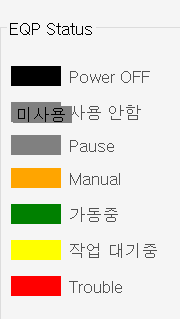 EQP Status
Power OFF
미사용 사용 안함
Pause
Manual
가동중
작업 대기중
Trouble